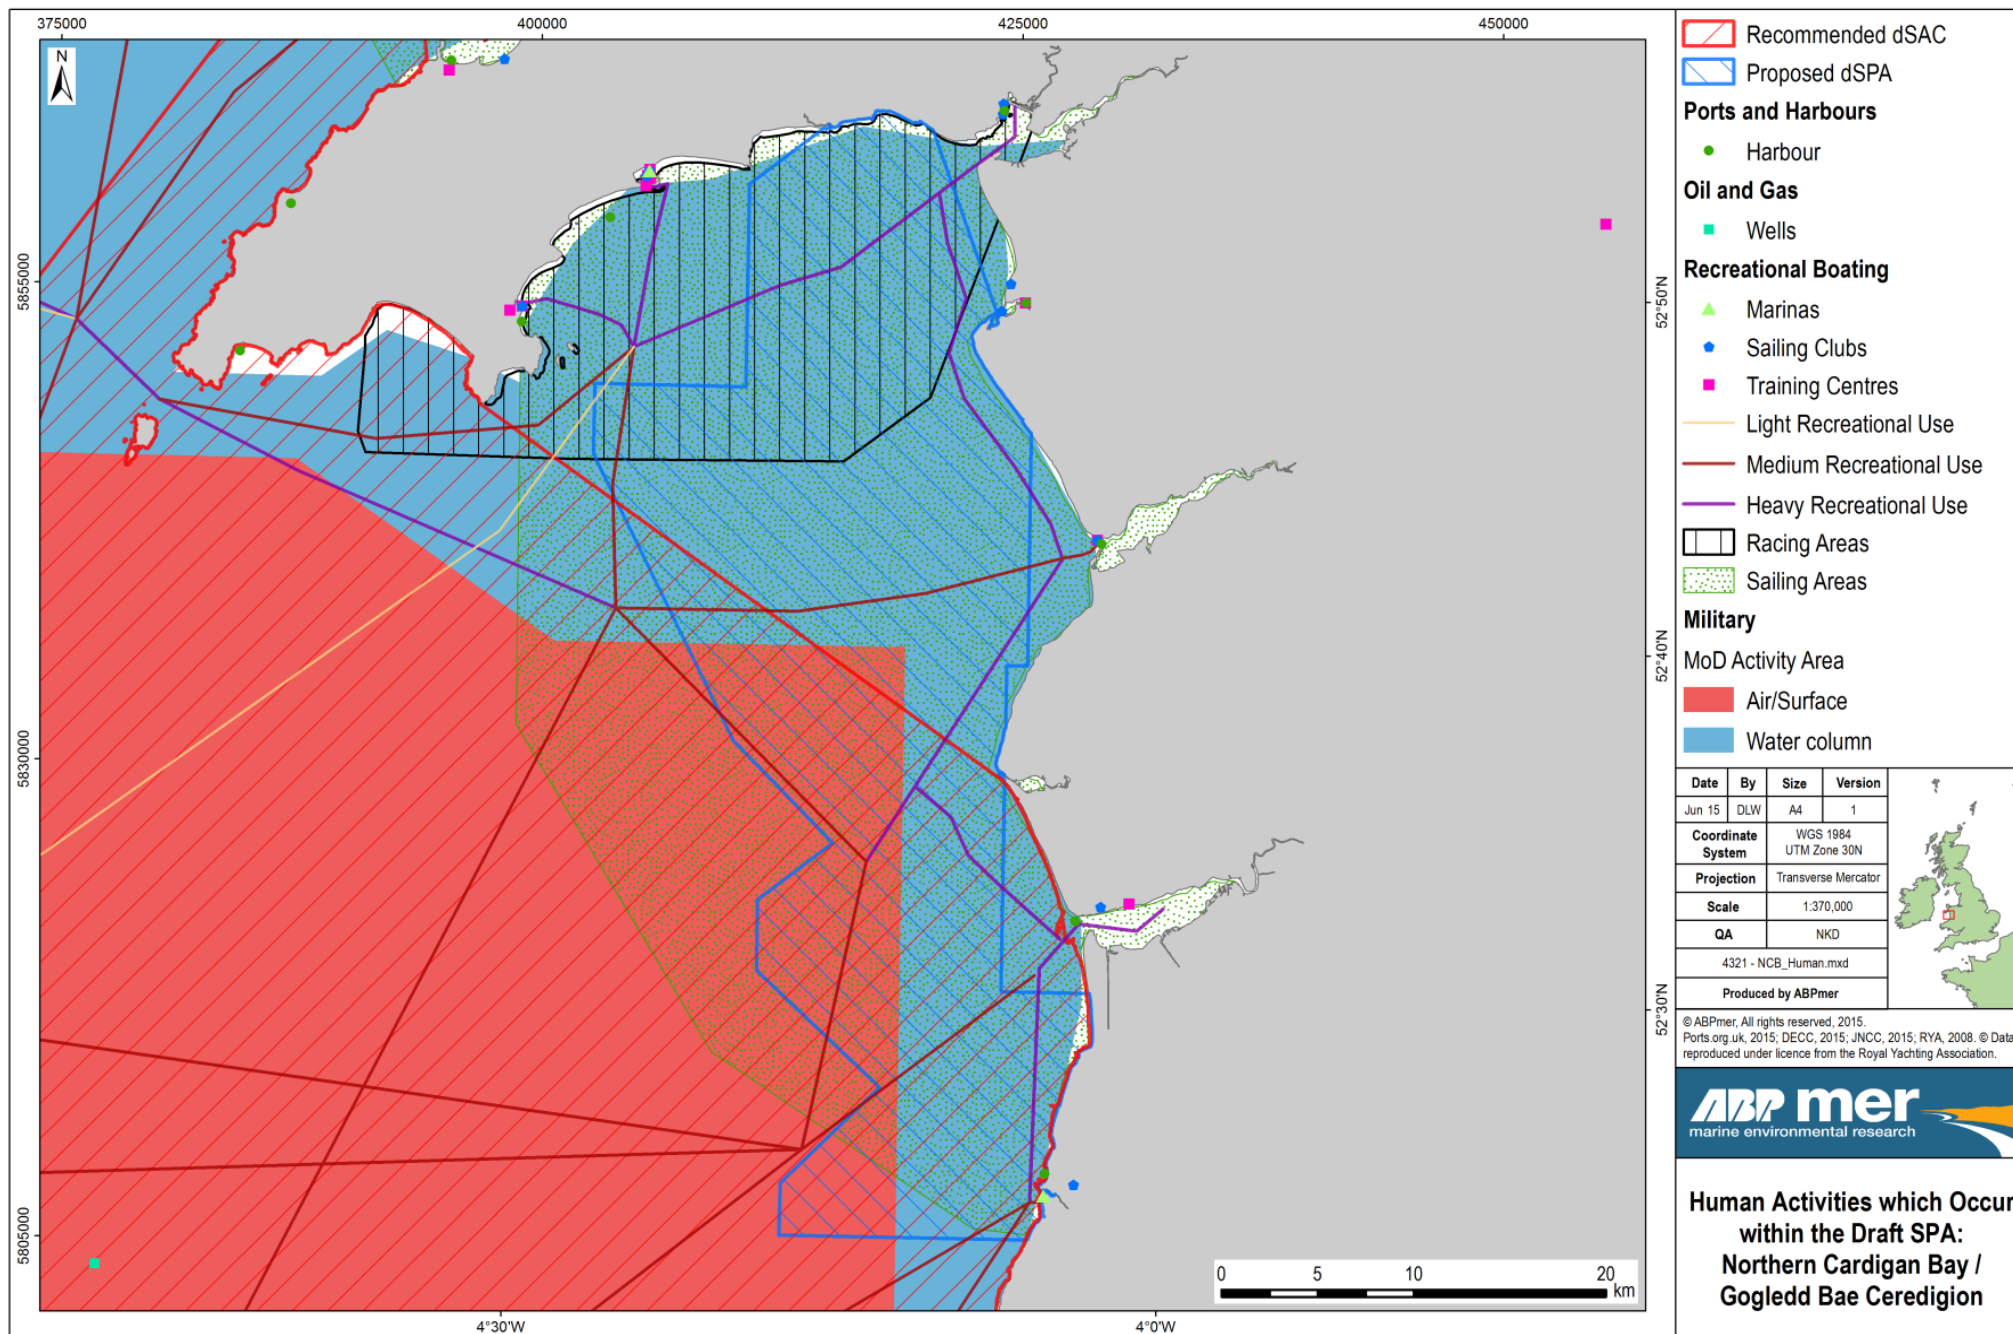 375000
400000
425000
450000
N
5855000
5830000
5805000
52°50'N
52°40'N
52°30'N
4°30'W
4°0'W
0
5
10
20
km
Recommended dSAC
Proposed dSPA
Ports and Harbours
Harbour
Oil and Gas
Wells
Recreational Boating
Marinas
Sailing Clubs
Training Centres
Light Recreational Use
Medium Recreational Use
Heavy Recreational Use
Racing Areas
Sailing Areas
Military
MoD Activity Area
Air/Surface
Water column
Date By Size Version
Jun 15 DLW A4 1
Coordinate System WGS 1984 UTM Zone 30N
Projection Transverse Mercator
Scale 1:370,000
QA NKD
4321 - NCB_Human.mxd
Produced by ABPmer
© ABPmer, All rights reserved, 2015.
Ports.org.uk, 2015; DECC, 2015; JNCC, 2015; RYA, 2008. © Data
reproduced under licence from the Royal Yachting Association.
ABP mer
marine environmental research
Human Activities which Occur
within the Draft SPA:
Northern Cardigan Bay /
Gogledd Bae Ceredigion